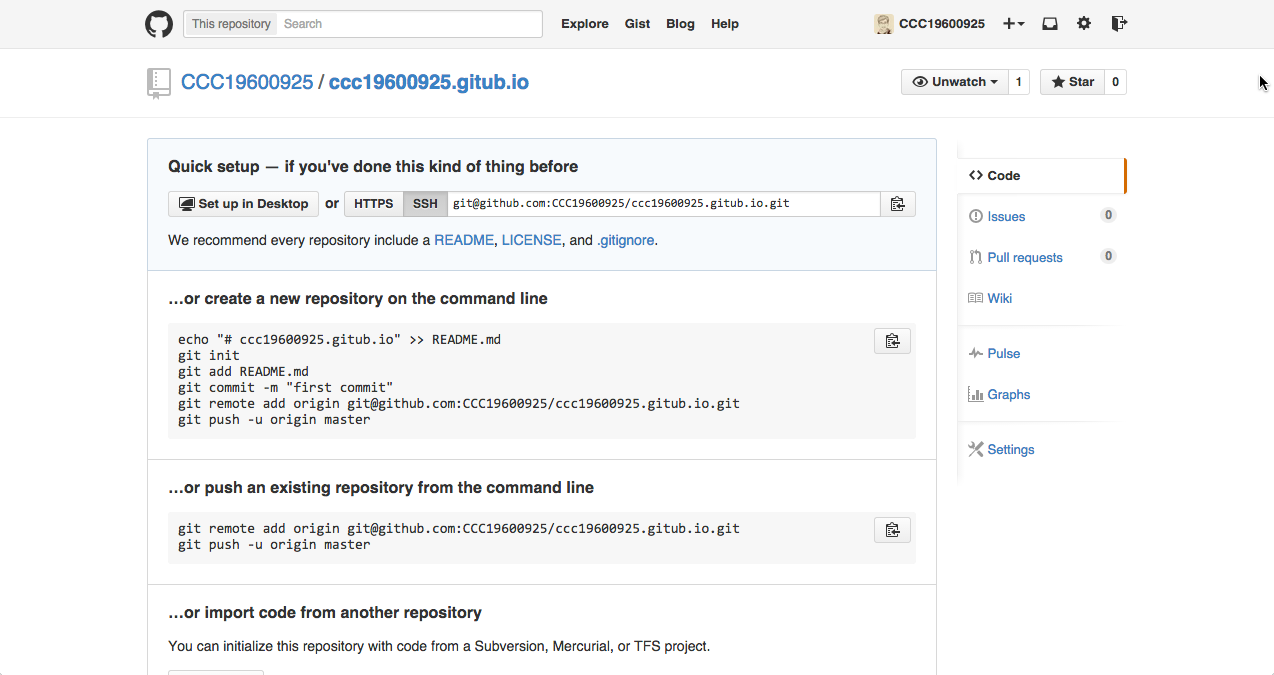 This repository Search Explore Gist Blog Help CCC19600925
CCC19600925 / ccc19600925.gitub.io Unwatch 1 Star 0
Quick setup — if you've done this kind of thing before
Set up in Desktop or HTTPS SSH git@github.com:CCC19600925/ccc19600925.gitub.io.git
We recommend every repository include a README, LICENSE, and .gitignore.
…or create a new repository on the command line
echo "# ccc19600925.gitub.io" >> README.md
git init
git add README.md
git commit -m "first commit"
git remote add origin git@github.com:CCC19600925/ccc19600925.gitub.io.git
git push -u origin master
…or push an existing repository from the command line
git remote add origin git@github.com:CCC19600925/ccc19600925.gitub.io.git
git push -u origin master
…or import code from another repository
You can initialize this repository with code from a Subversion, Mercurial, or TFS project.
Code
Issues 0
Pull requests 0
Wiki
Pulse
Graphs
Settings